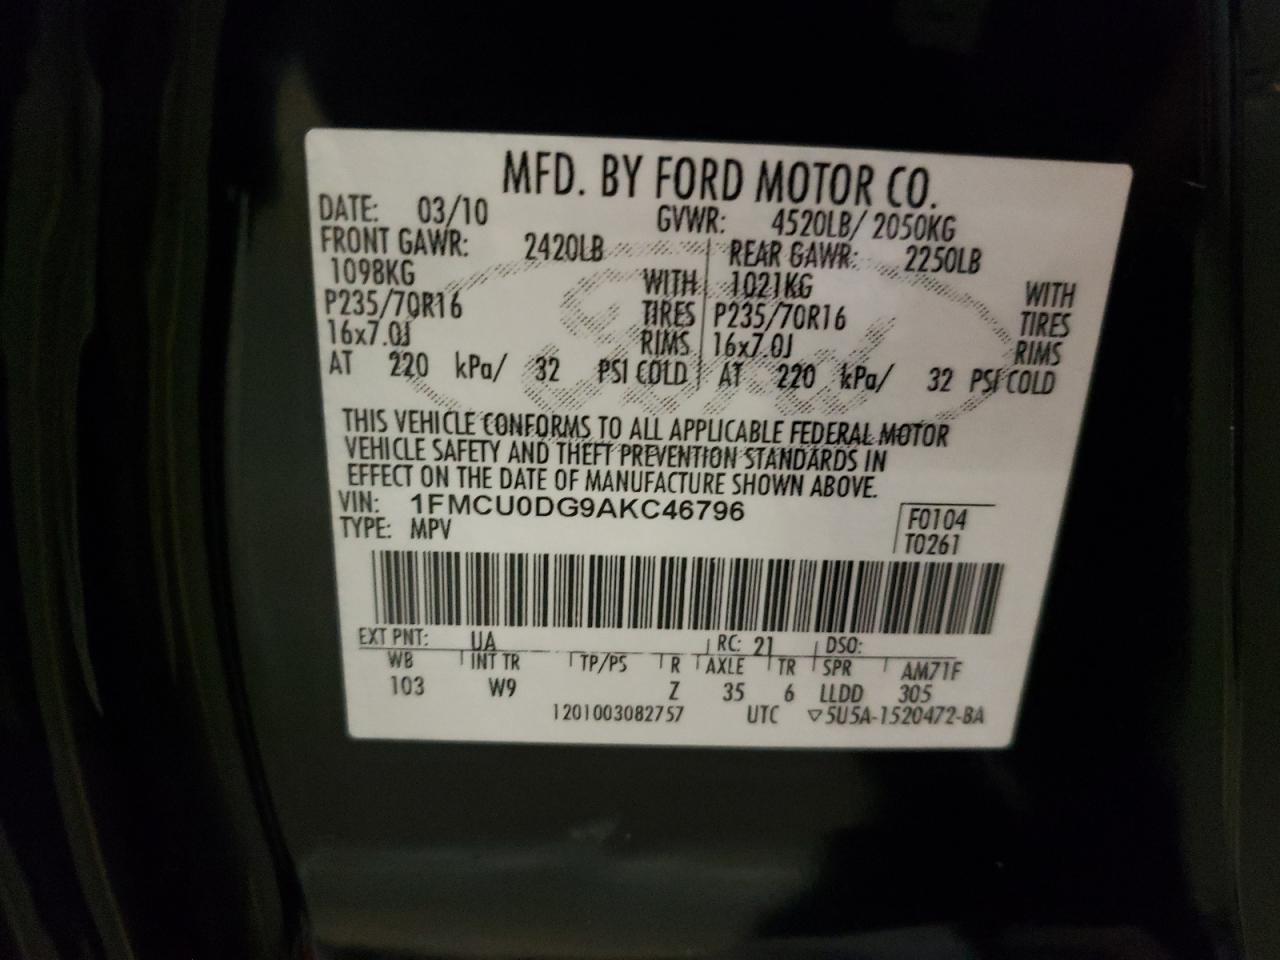 MFD. BY FORD MOTOR CO.
DATE: 03/10 GVWR: 4520LB/ 2050KG
FRONT GAWR: 2420LB REAR GAWR: 2250LB
1098KG WITH 1021KG WITH
P235/70R16 TIRES P235/70R16 TIRES
16x7.0J RIMS 16x7.0J RIMS
AT 220 kPa/ 32 PSI COLD AT 220 kPa/ 32 PSI COLD
THIS VEHICLE CONFORMS TO ALL APPLICABLE FEDERAL MOTOR
VEHICLE SAFETY AND THEFT PREVENTION STANDARDS IN
EFFECT ON THE DATE OF MANUFACTURE SHOWN ABOVE.
VIN: 1FMCU0DG9AKC46796 F0104
TYPE: MPV T0261
EXT PNT: UA RC: 21 DSO:
WB INT TR TP/PS R AXLE TR SPR AM71F
103 W9 Z 35 6 LLDD 305
1201003082757 UTC ▽5U5A-1520472-BA